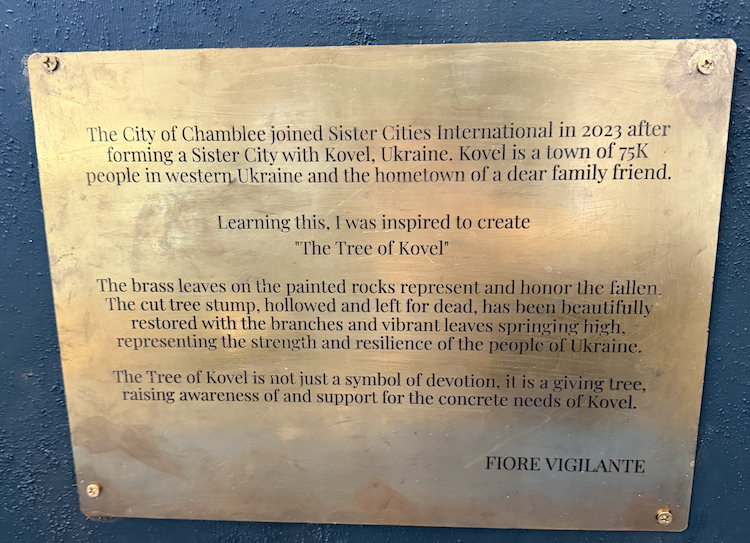 The City of Chamblee joined Sister Cities International in 2023 after
forming a Sister City with Kovel, Ukraine. Kovel is a town of 75K
people in western Ukraine and the hometown of a dear family friend.
Learning this, I was inspired to create
"The Tree of Kovel"
The brass leaves on the painted rocks represent and honor the fallen.
The cut tree stump, hollowed and left for dead, has been beautifully
restored with the branches and vibrant leaves springing high,
representing the strength and resilience of the people of Ukraine.
The Tree of Kovel is not just a symbol of devotion, it is a giving tree,
raising awareness of and support for the concrete needs of Kovel.
FIORE VIGILANTE